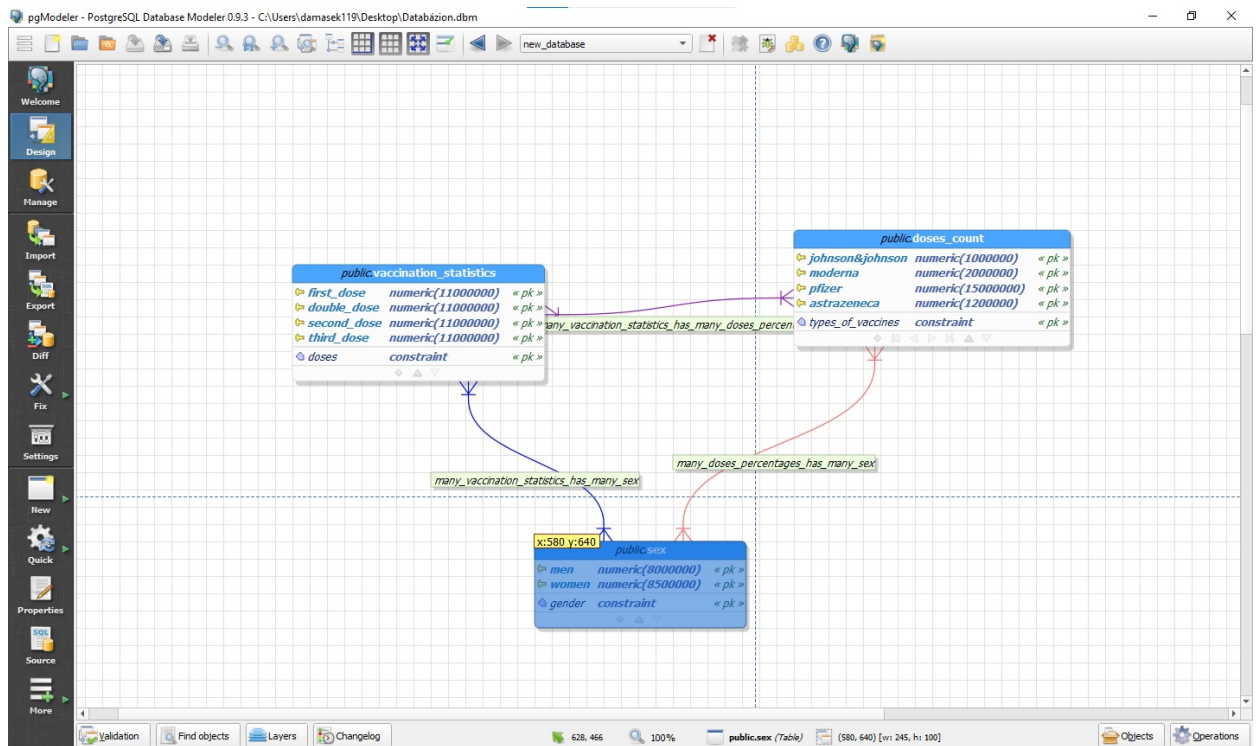 pgModeler - PostgreSQL Database Modeler 0.9.3 - C:\Users\damasek119\Desktop\Databázion.dbm
new_database
Welcome
Design
Manage
Import
Export
Diff
Fix
Settings
New
Quick
Properties
SQL
Source
More
public.doses_count
johnson&johnson numeric(1000000) « pk »
moderna numeric(2000000) « pk »
pfizer numeric(15000000) « pk »
astrazeneca numeric(1200000) « pk »
types_of_vaccines constraint « pk »
public.vaccination_statistics
first_dose numeric(11000000) « pk »
double_dose numeric(11000000) « pk »
second_dose numeric(11000000) « pk »
third_dose numeric(11000000) « pk »
doses constraint « pk »
many_vaccination_statistics_has_many_doses_percen
many_doses_percentages_has_many_sex
many_vaccination_statistics_has_many_sex
x:580 y:640
public.sex
men numeric(8000000) « pk »
women numeric(8500000) « pk »
gender constraint « pk »
Validation Find objects Layers Changelog 628, 466 100% public.sex (Table) (580, 640) [w: 245, h: 100] Objects Operations